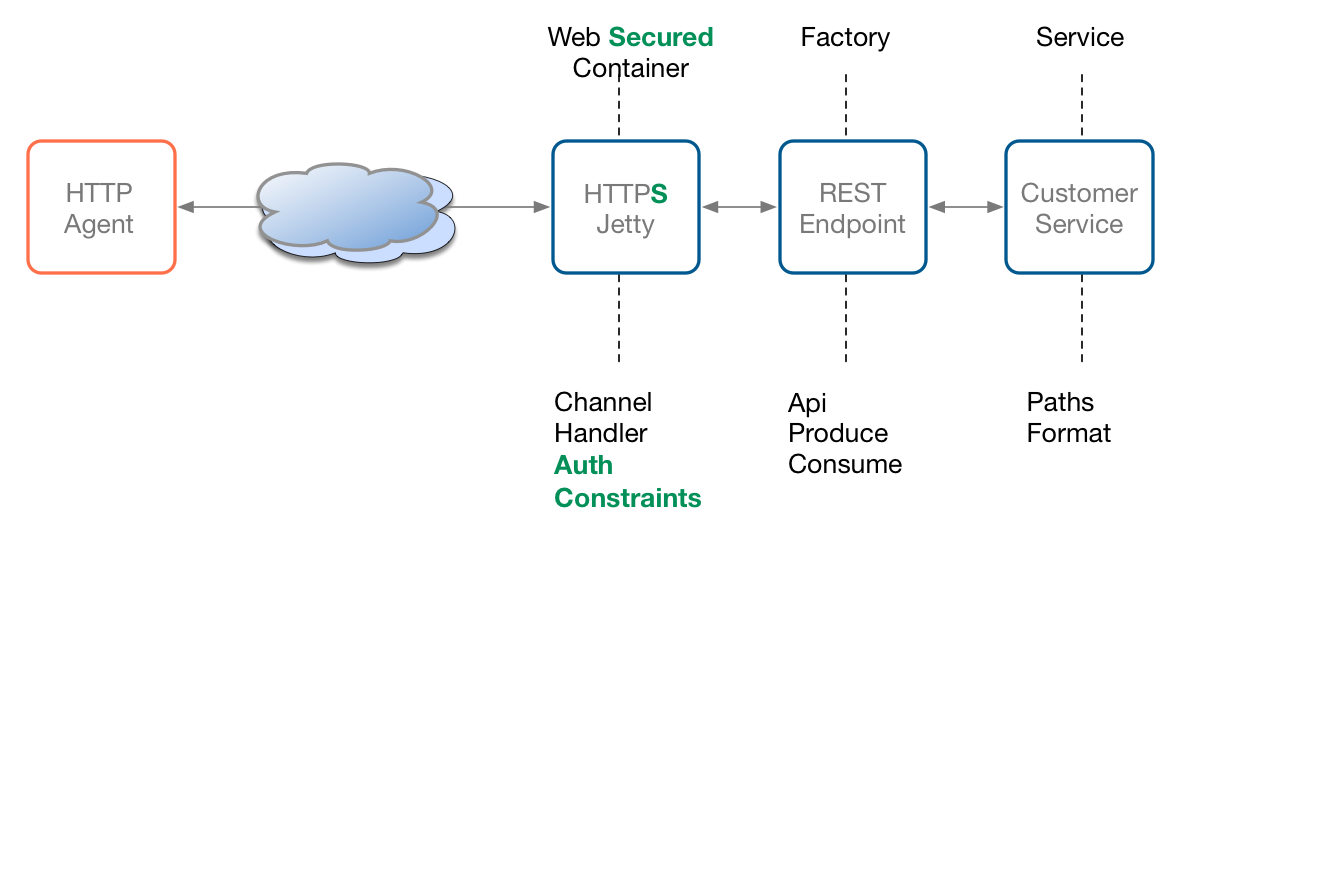 Web Secured
Container
Factory
Service
HTTP
Agent
HTTPS
Jetty
REST
Endpoint
Customer
Service
Channel
Handler
Auth
Constraints
Api
Produce
Consume
Paths
Format